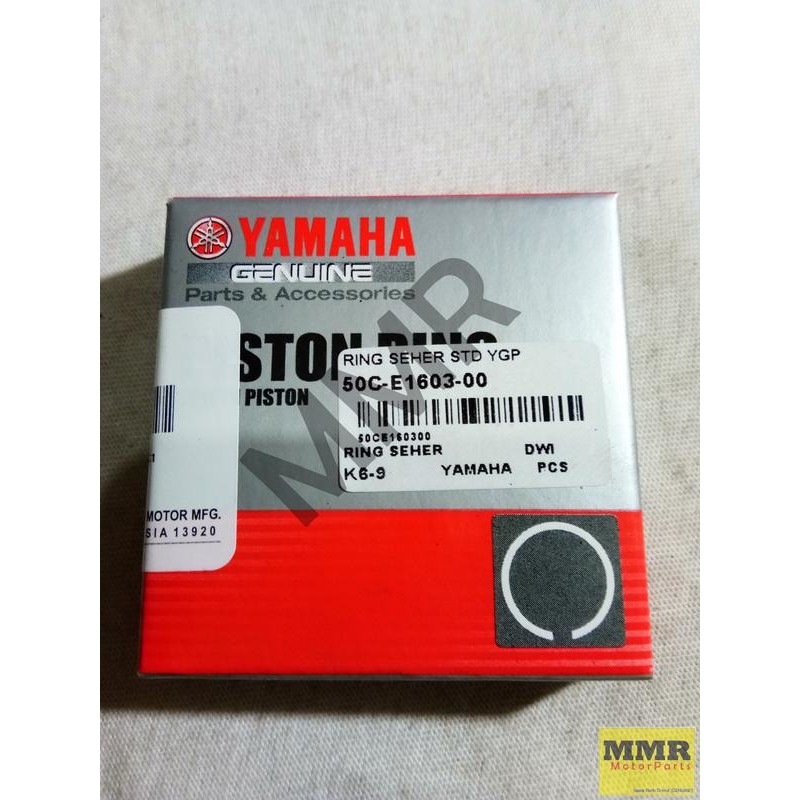 YAMAHA
GENUINE
Parts & Accessories
STON RING
PISTON
RING SEHER STD YGP
50C-E1603-00
50CE160300
RING SEHER DWI
K6-9 YAMAHA PCS
MOTOR MFG.
SIA 13920
MMR
MMR
MotorParts